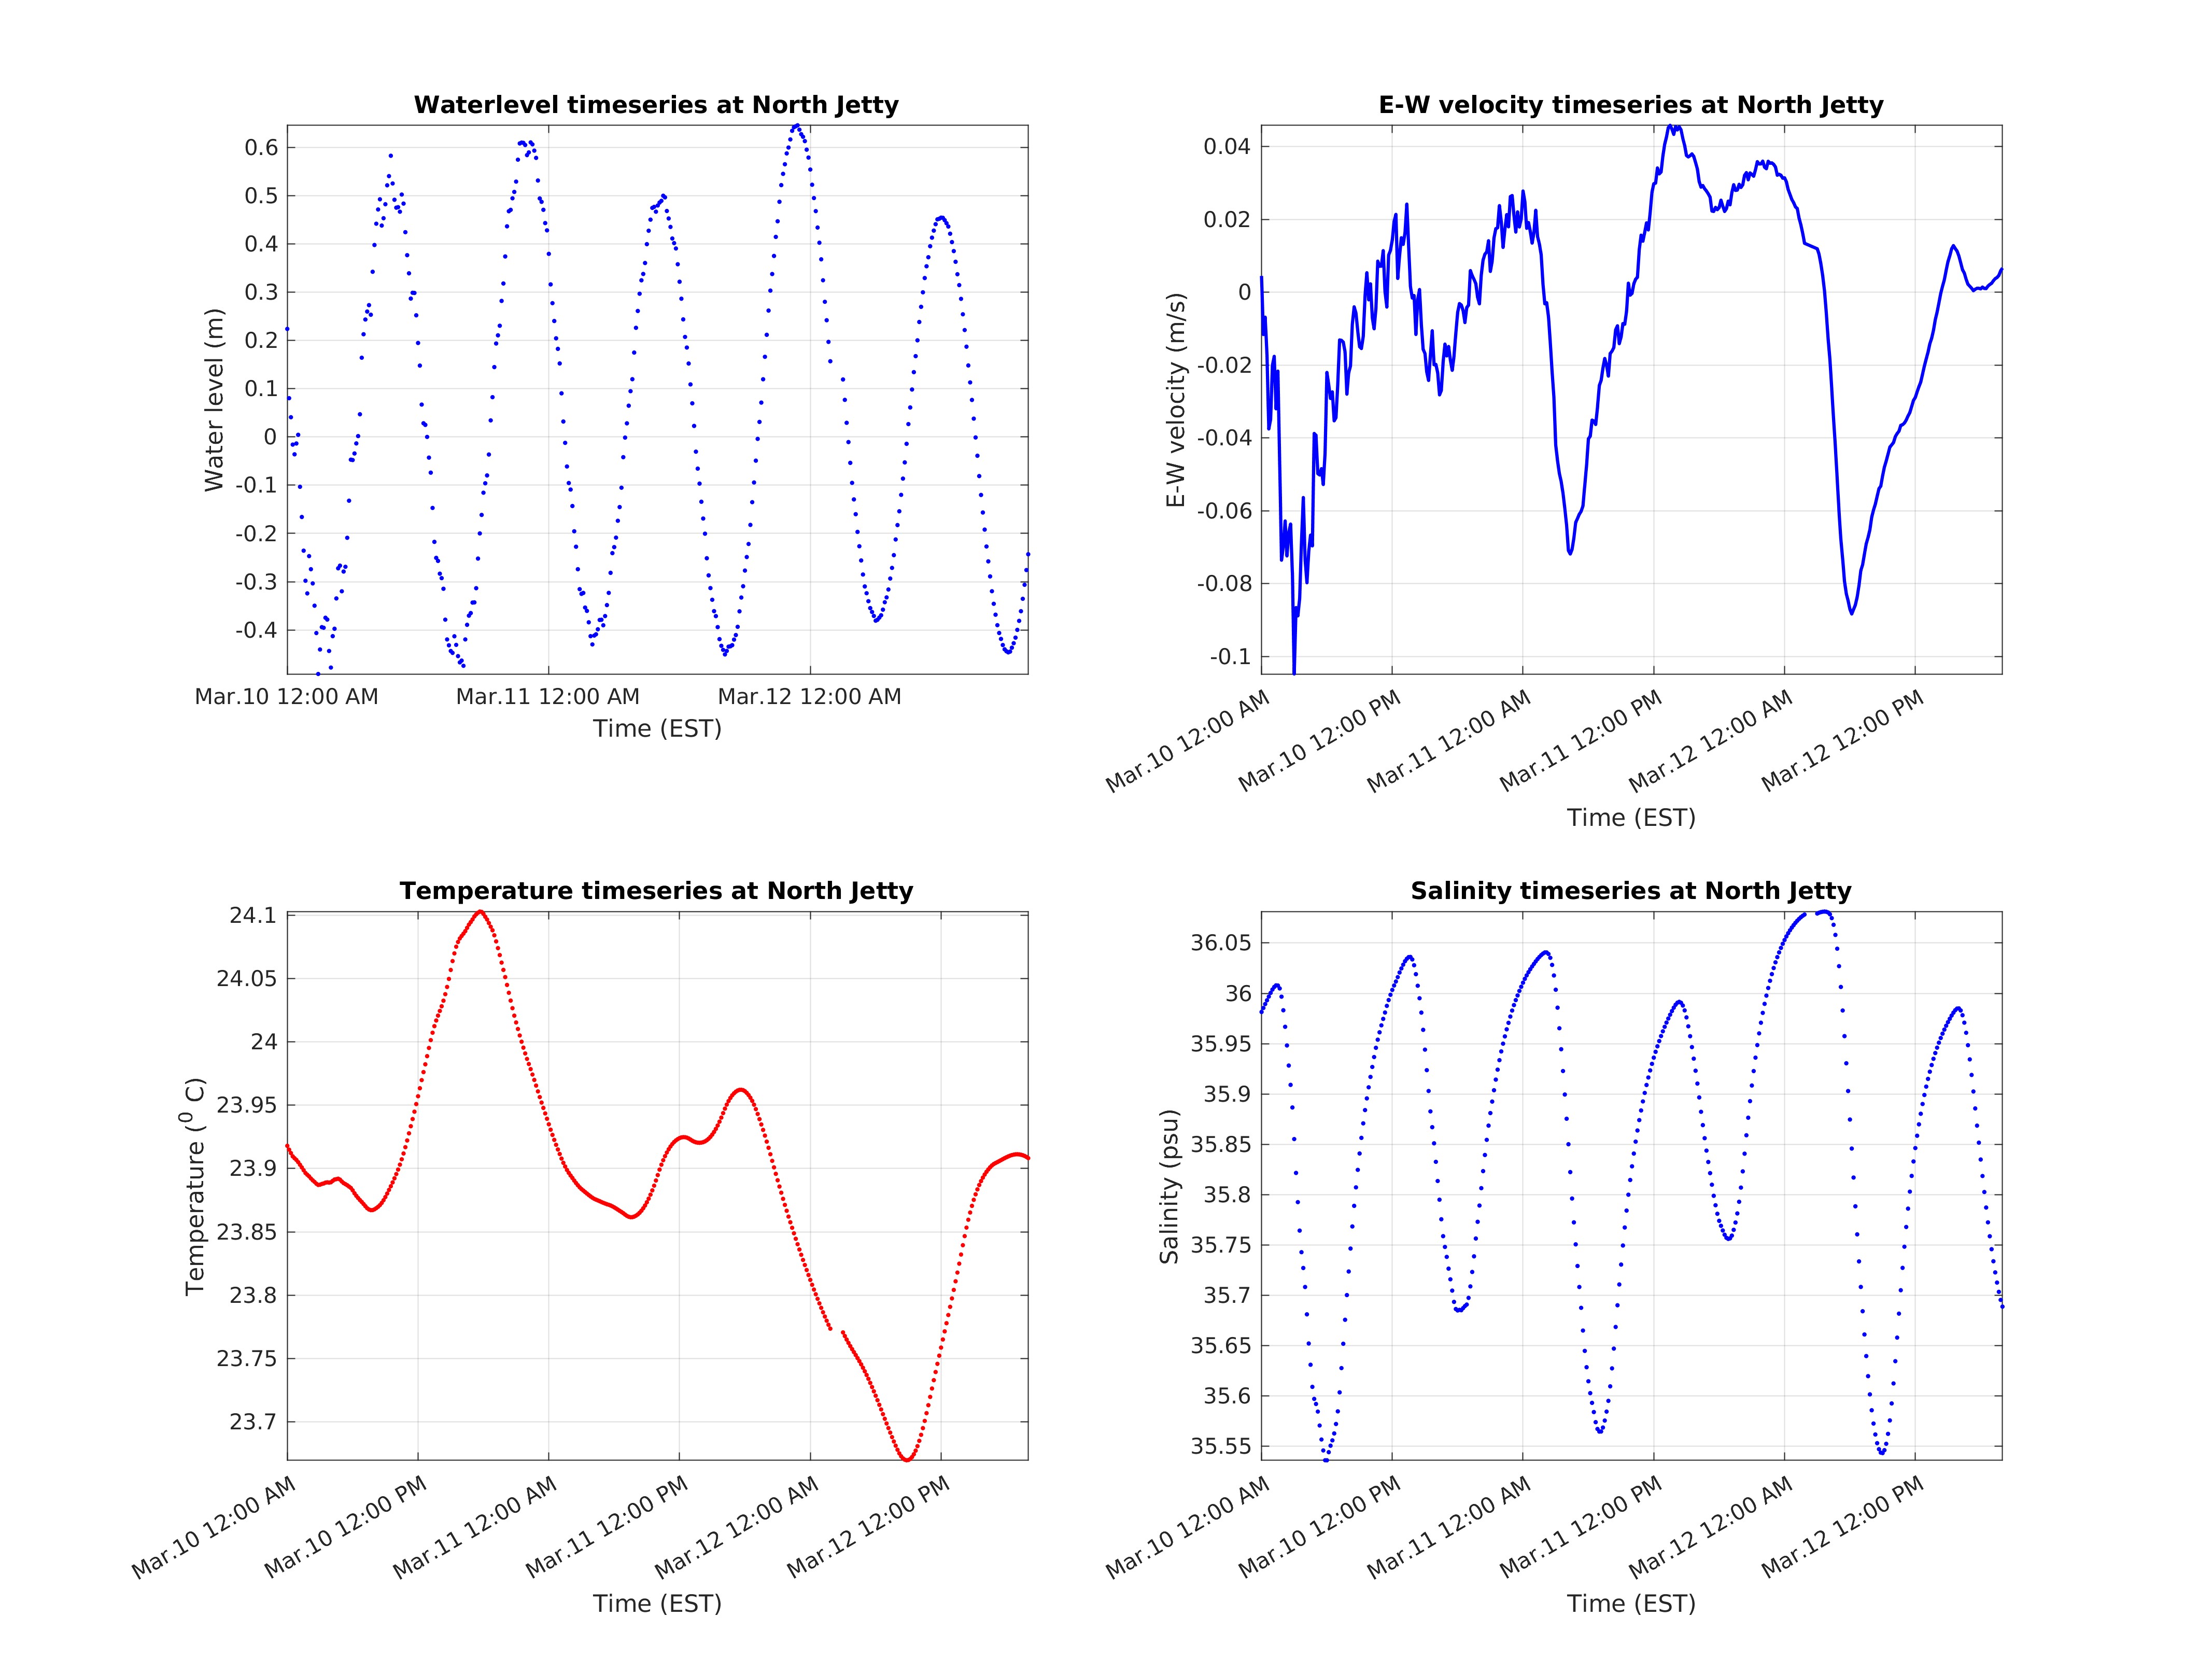 Waterlevel timeseries at North Jetty
0.6
0.5
0.4
0.3
0.2
0.1
0
-0.1
-0.2
-0.3
-0.4
Water level (m)
Mar.10 12:00 AM
Mar.11 12:00 AM
Mar.12 12:00 AM
Time (EST)
E-W velocity timeseries at North Jetty
0.04
0.02
0
-0.02
-0.04
-0.06
-0.08
-0.1
E-W velocity (m/s)
Mar.10 12:00 AM
Mar.10 12:00 PM
Mar.11 12:00 AM
Mar.11 12:00 PM
Mar.12 12:00 AM
Mar.12 12:00 PM
Time (EST)
Temperature timeseries at North Jetty
24.1
24.05
24
23.95
23.9
23.85
23.8
23.75
23.7
Temperature (⁰ C)
Mar.10 12:00 AM
Mar.10 12:00 PM
Mar.11 12:00 AM
Mar.11 12:00 PM
Mar.12 12:00 AM
Mar.12 12:00 PM
Time (EST)
Salinity timeseries at North Jetty
36.05
36
35.95
35.9
35.85
35.8
35.75
35.7
35.65
35.6
35.55
Salinity (psu)
Mar.10 12:00 AM
Mar.10 12:00 PM
Mar.11 12:00 AM
Mar.11 12:00 PM
Mar.12 12:00 AM
Mar.12 12:00 PM
Time (EST)